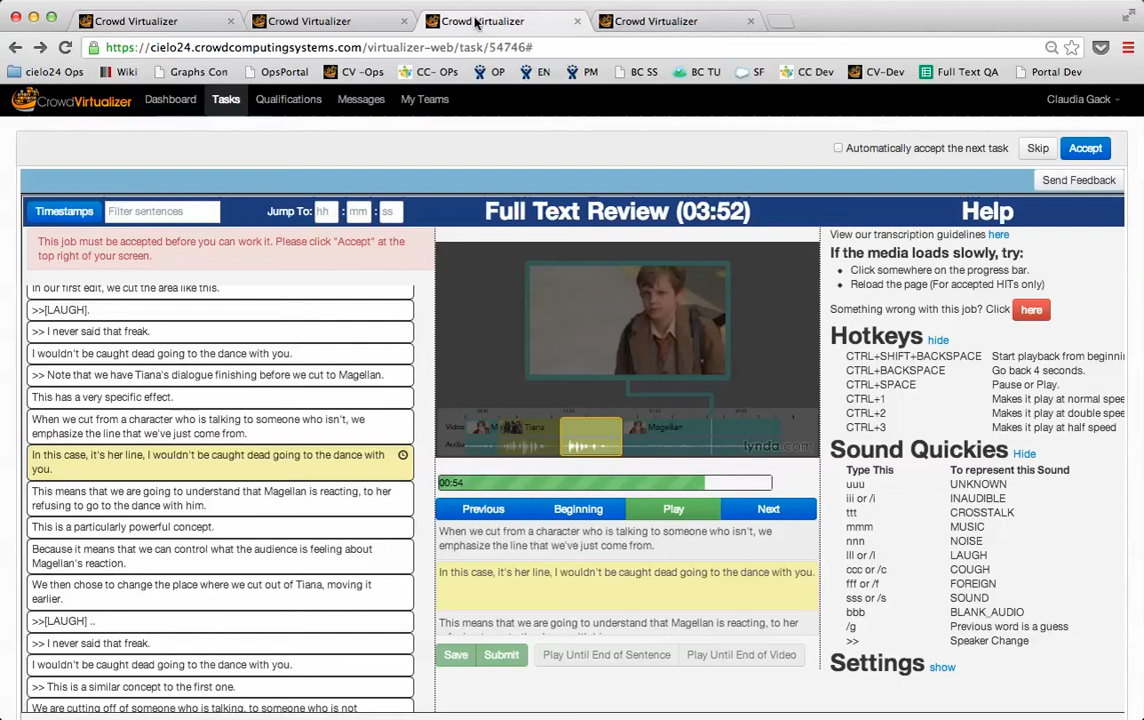 Crowd Virtualizer
Crowd Virtualizer
Crowd Virtualizer
Crowd Virtualizer
https://cielo24.crowdcomputingsystems.com/virtualizer-web/task/54746#
cielo24 Ops Wiki Graphs Con OpsPortal CV -Ops CC- OPs OP EN PM BC SS BC TU SF CC Dev CV-Dev Full Text QA Portal Dev
CrowdVirtualizer Dashboard Tasks Qualifications Messages My Teams Claudia Gack
Automatically accept the next task Skip Accept
Send Feedback
Timestamps Filter sentences Jump To: hh : mm : ss Full Text Review (03:52) Help
This job must be accepted before you can work it. Please click "Accept" at the
top right of your screen.
In our first edit, we cut the area like this.
>>[LAUGH].
>> I never said that freak.
I wouldn't be caught dead going to the dance with you.
>> Note that we have Tiana's dialogue finishing before we cut to Magellan.
This has a very specific effect.
When we cut from a character who is talking to someone who isn't, we
emphasize the line that we've just come from.
In this case, it's her line, I wouldn't be caught dead going to the dance with
you.
This means that we are going to understand that Magellan is reacting, to her
refusing to go to the dance with him.
This is a particularly powerful concept.
Because it means that we can control what the audience is feeling about
Magellan's reaction.
We then chose to change the place where we cut out of Tiana, moving it
earlier.
>>[LAUGH] ..
>> I never said that freak.
I wouldn't be caught dead going to the dance with you.
>> This is a similar concept to the first one.
We are cutting off of someone who is talking, to someone who is not
Video M Tiana Magellan
Audio
lynda.com
00:54
Previous Beginning Play Next
When we cut from a character who is talking to someone who isn't, we
emphasize the line that we've just come from.
In this case, it's her line, I wouldn't be caught dead going to the dance with you.
This means that we are going to understand that Magellan is reacting, to her
Save Submit Play Until End of Sentence Play Until End of Video
View our transcription guidelines here
If the media loads slowly, try:
Click somewhere on the progress bar.
Reload the page (For accepted HITs only)
Something wrong with this job? Click here
Hotkeys hide
CTRL+SHIFT+BACKSPACE Start playback from beginnin
CTRL+BACKSPACE Go back 4 seconds.
CTRL+SPACE Pause or Play.
CTRL+1 Makes it play at normal spee
CTRL+2 Makes it play at double spee
CTRL+3 Makes it play at half speed
Sound Quickies Hide
Type This To represent this Sound
uuu UNKNOWN
iii or /i INAUDIBLE
ttt CROSSTALK
mmm MUSIC
nnn NOISE
lll or /l LAUGH
ccc or /c COUGH
fff or /f FOREIGN
sss or /s SOUND
bbb BLANK_AUDIO
/g Previous word is a guess
>> Speaker Change
Settings show